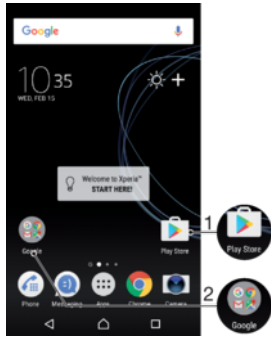 Google
10 35
WED, FEB 15
Welcome to Xperia™
START HERE!
Google
Play Store
Phone
Messaging
Apps
Chrome
Camera
1
Play Store
2
Google